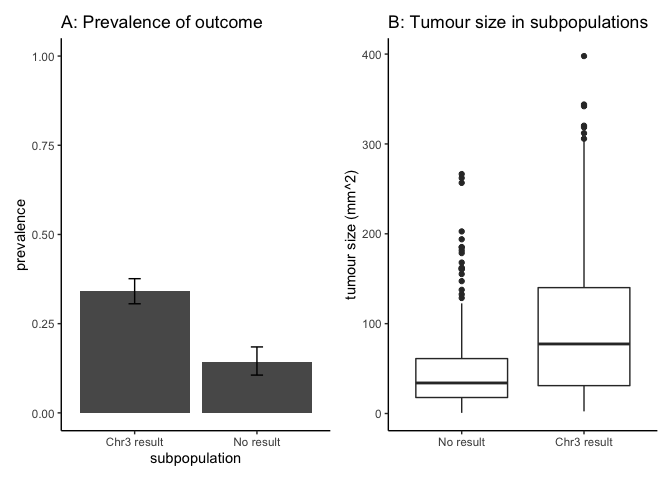 A: Prevalence of outcome
1.00
0.75
0.50
0.25
0.00
prevalence
Chr3 result
No result
subpopulation
B: Tumour size in subpopulations
400
300
200
100
0
tumour size (mm^2)
No result
Chr3 result